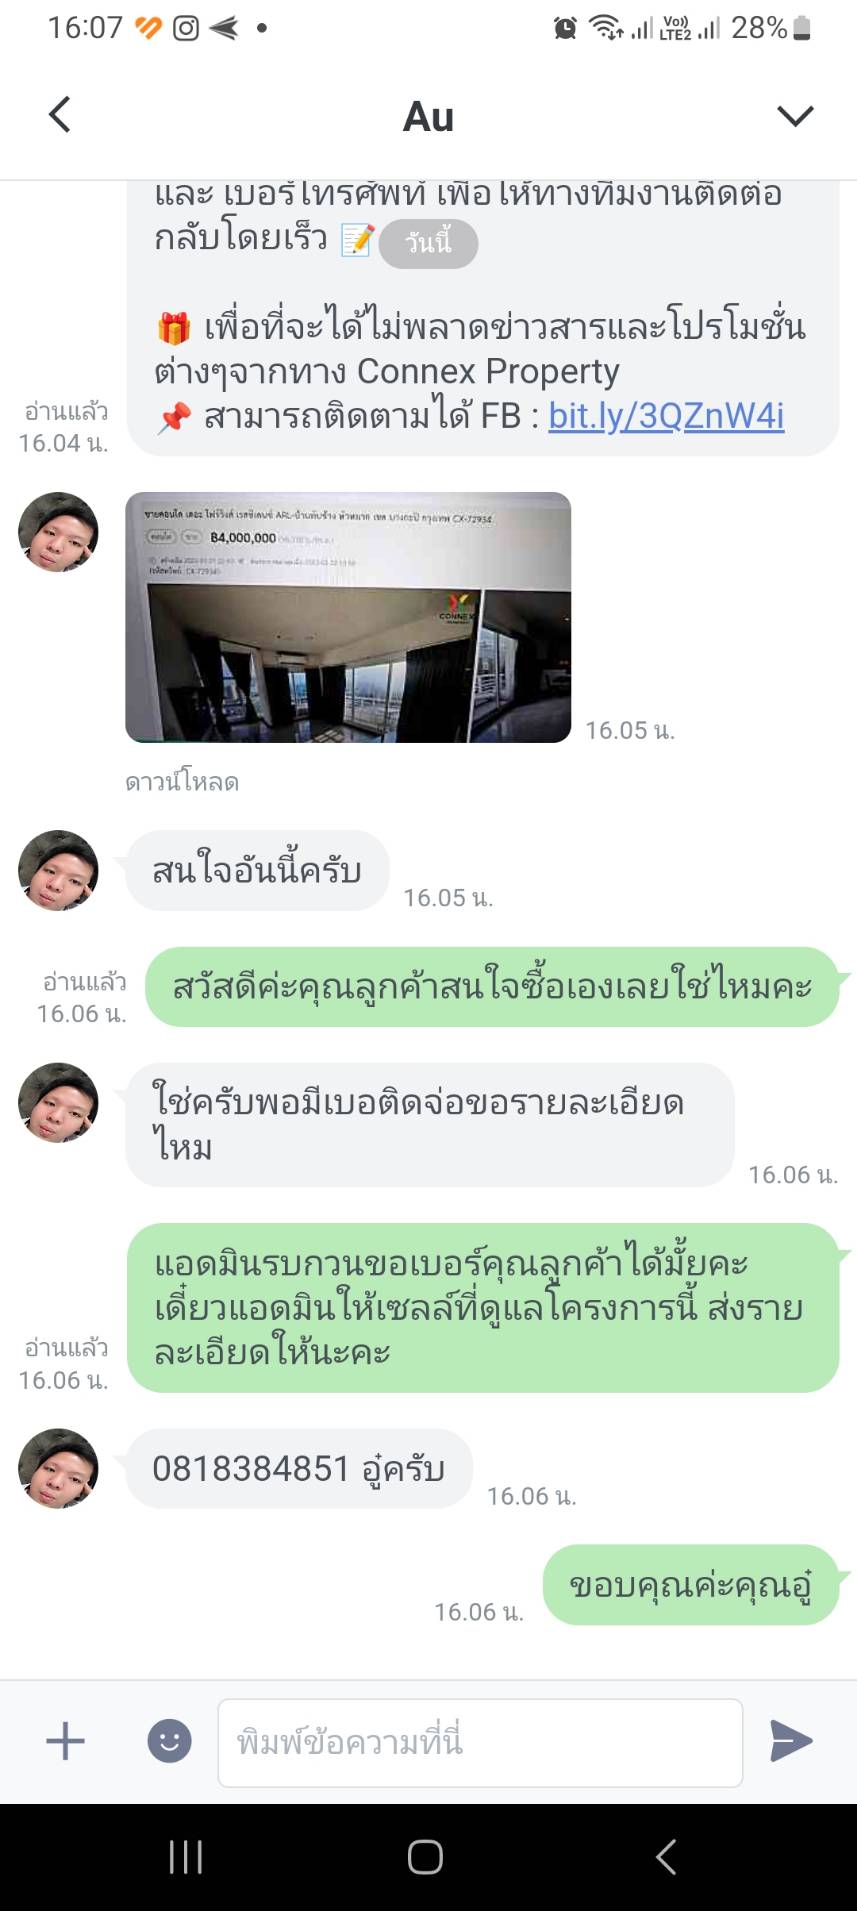 16:07
Vo))
LTE2
28%
Au
และ เบอร์โทรศัพท์ เพื่อให้ทางทีมงานติดต่อ
กลับโดยเร็ว 📝
วันนี้
🎁 เพื่อที่จะได้ไม่พลาดข่าวสารและโปรโมชั่น
ต่างๆจากทาง Connex Property
📌 สามารถติดตามได้ FB : bit.ly/3QZnW4i
อ่านแล้ว
16.04 น.
ขายคอนโด เดอะ ไพร์วิเศ เรสซิเดนซ์ ARL-บ้านทับช้าง หัวหมาก เขต บางกะปิ กรุงเทพ CX-72934
คอนโด
ขาย
฿4,000,000
CONNEX
16.05 น.
ดาวน์โหลด
สนใจอันนี้ครับ
16.05 น.
สวัสดีค่ะคุณลูกค้าสนใจซื้อเองเลยใช่ไหมคะ
อ่านแล้ว
16.06 น.
ใช่ครับพอมีเบอติดจ่อขอรายละเอียด
ไหม
16.06 น.
แอดมินรบกวนขอเบอร์คุณลูกค้าได้มั้ยคะ
เดี๋ยวแอดมินให้เซลล์ที่ดูแลโครงการนี้ ส่งราย
ละเอียดให้นะคะ
อ่านแล้ว
16.06 น.
0818384851 อู๋ครับ
16.06 น.
ขอบคุณค่ะคุณอู๋
16.06 น.
พิมพ์ข้อความที่นี่